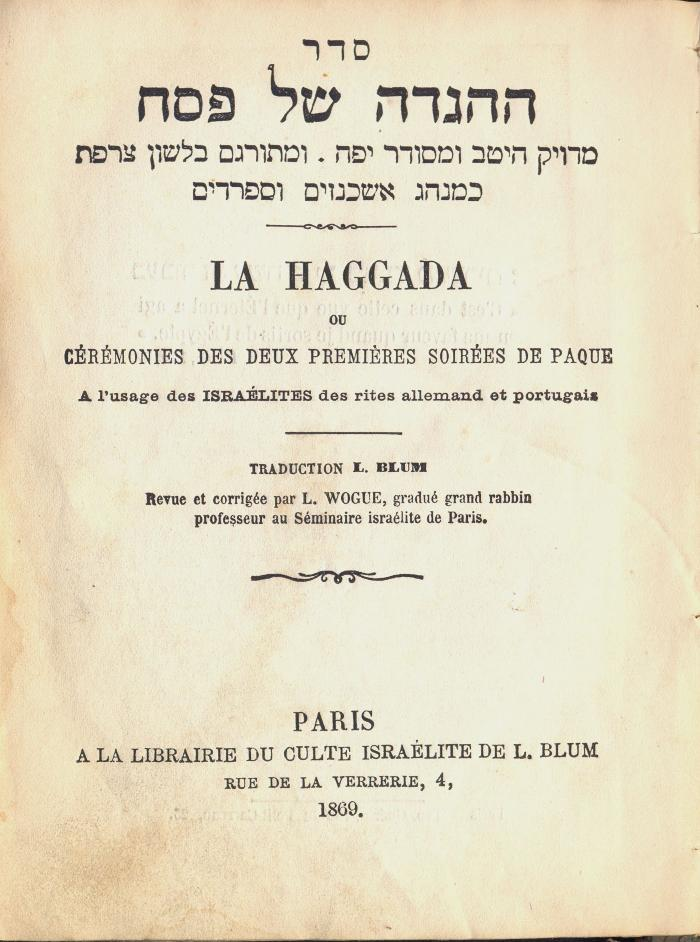 סדר
ההגדה של פסח
מדויק היטב ומסודר יפה . ומתורגם בלשון צרפת
כמנהג אשכנזים וספרדים
LA HAGGADA
OU
CÉRÉMONIES DES DEUX PREMIÈRES SOIRÉES DE PAQUE
A l'usage des ISRAÉLITES des rites allemand et portugais
TRADUCTION L. BLUM
Revue et corrigée par L. WOGUE, gradué grand rabbin
professeur au Séminaire israélite de Paris.
PARIS
A LA LIBRAIRIE DU CULTE ISRAÉLITE DE L. BLUM
RUE DE LA VERRERIE, 4,
1869.